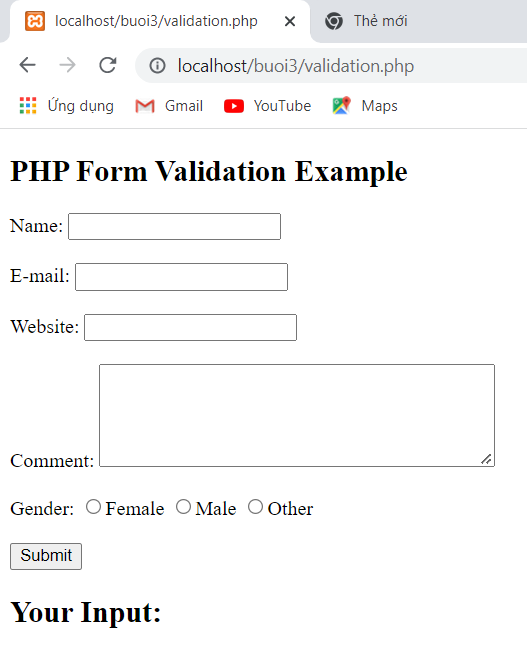 localhost/buoi3/validation.php Thẻ mới
localhost/buoi3/validation.php
Ứng dụng Gmail YouTube Maps
PHP Form Validation Example
Name:
E-mail:
Website:
Comment:
Gender: Female Male Other
Submit
Your Input: